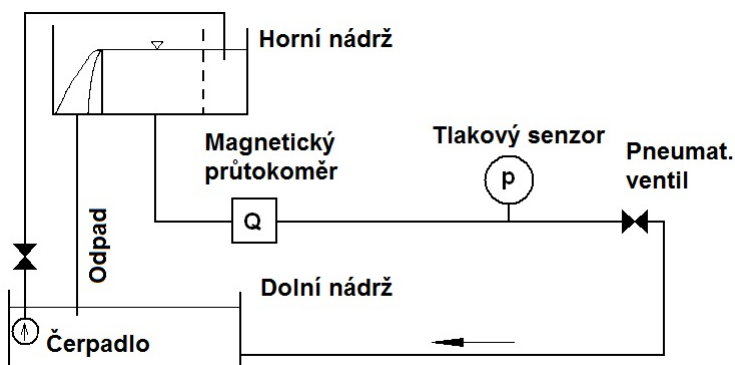 Horní nádrž
Magnetický
průtokoměr
Tlakový senzor
p
Pneumat.
ventil
Q
Odpad
Dolní nádrž
Čerpadlo